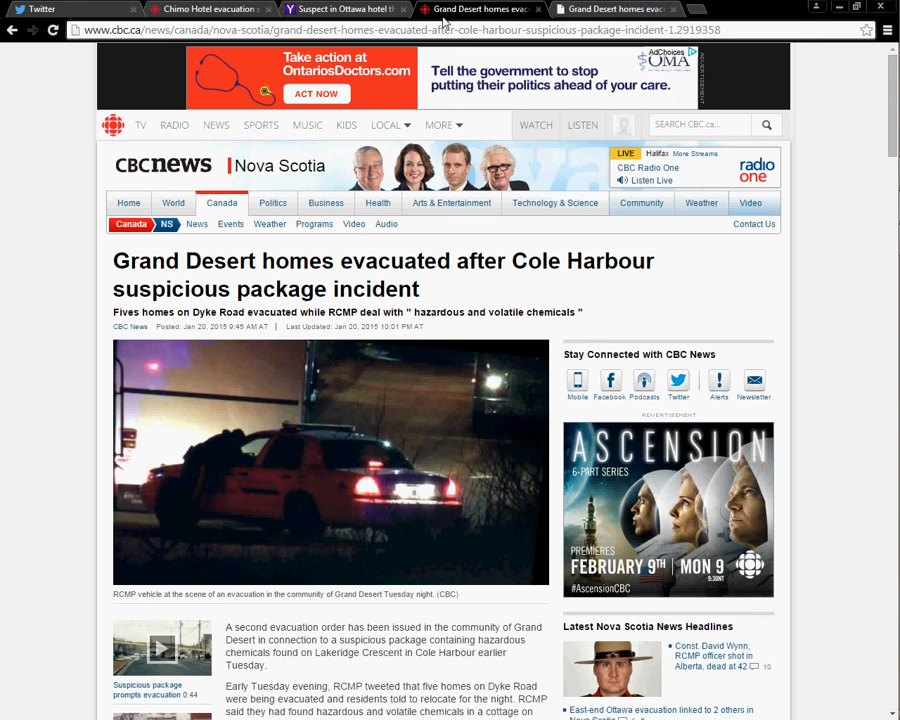 Twitter
Chimo Hotel evacuation s
Suspect in Ottawa hotel th
Grand Desert homes evac
Grand Desert homes evac
www.cbc.ca/news/canada/nova-scotia/grand-desert-homes-evacuated-after-cole-harbour-suspicious-package-incident-1.2919358
Take action at
OntariosDoctors.com
ACT NOW
Tell the government to stop
putting their politics ahead of your care.
AdChoices
OMA
ADVERTISEMENT
TV RADIO NEWS SPORTS MUSIC KIDS LOCAL MORE WATCH LISTEN SEARCH CBC.ca...
CBCnews Nova Scotia
LIVE Halifax More Streams
CBC Radio One
Listen Live
radio
one
Home World Canada Politics Business Health Arts & Entertainment Technology & Science Community Weather Video
Canada NS News Events Weather Programs Video Audio Contact Us
Grand Desert homes evacuated after Cole Harbour
suspicious package incident
Fives homes on Dyke Road evacuated while RCMP deal with " hazardous and volatile chemicals "
CBC News Posted: Jan 20, 2015 9:45 AM AT | Last Updated: Jan 20, 2015 10:01 PM AT
RCMP vehicle at the scene of an evacuation in the community of Grand Desert Tuesday night. (CBC)
Suspicious package
prompts evacuation 0:44
A second evacuation order has been issued in the community of Grand
Desert in connection to a suspicious package containing hazardous
chemicals found on Lakeridge Crescent in Cole Harbour earlier
Tuesday.
Early Tuesday evening, RCMP tweeted that five homes on Dyke Road
were being evacuated and residents told to relocate for the night. RCMP
said they had found hazardous and volatile chemicals in a cottage on
Stay Connected with CBC News
Mobile Facebook Podcasts Twitter Alerts Newsletter
ADVERTISEMENT
ASCENSION
6-PART SERIES
PREMIERES
FEBRUARY 9TH | MON 9
9:30NT
#AscensionCBC
Latest Nova Scotia News Headlines
Const. David Wynn,
RCMP officer shot in
Alberta, dead at 42 10
East-end Ottawa evacuation linked to 2 others in